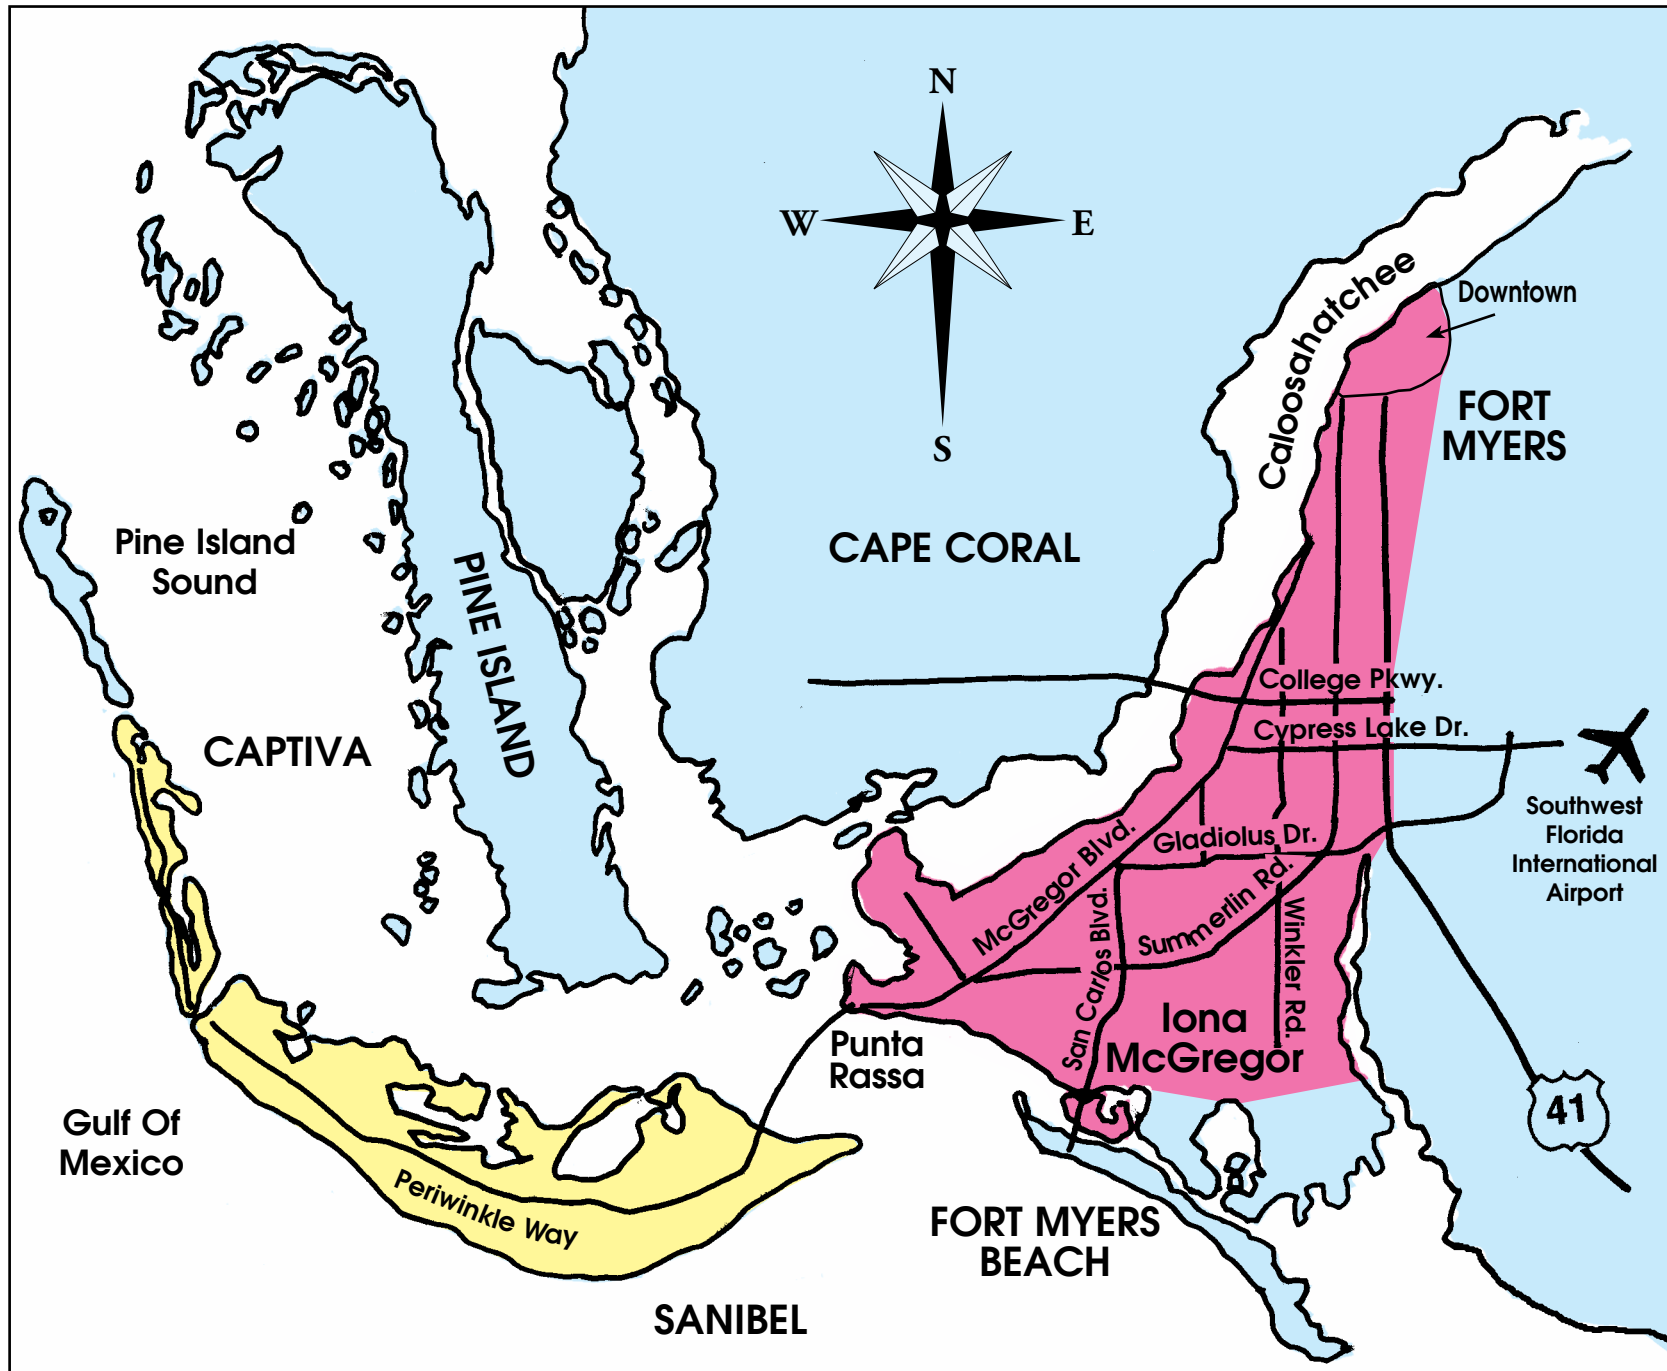 N
W
E
S
Caloosahatchee
Downtown
FORT
MYERS
Pine Island
Sound
PINE ISLAND
CAPE CORAL
CAPTIVA
College Pkwy.
Cypress Lake Dr.
Southwest
Florida
International
Airport
McGregor Blvd.
Gladiolus Dr.
San Carlos Blvd.
Summerlin Rd.
Winkler Rd.
Iona
McGregor
Punta
Rassa
Gulf Of
Mexico
Periwinkle Way
41
FORT MYERS
BEACH
SANIBEL